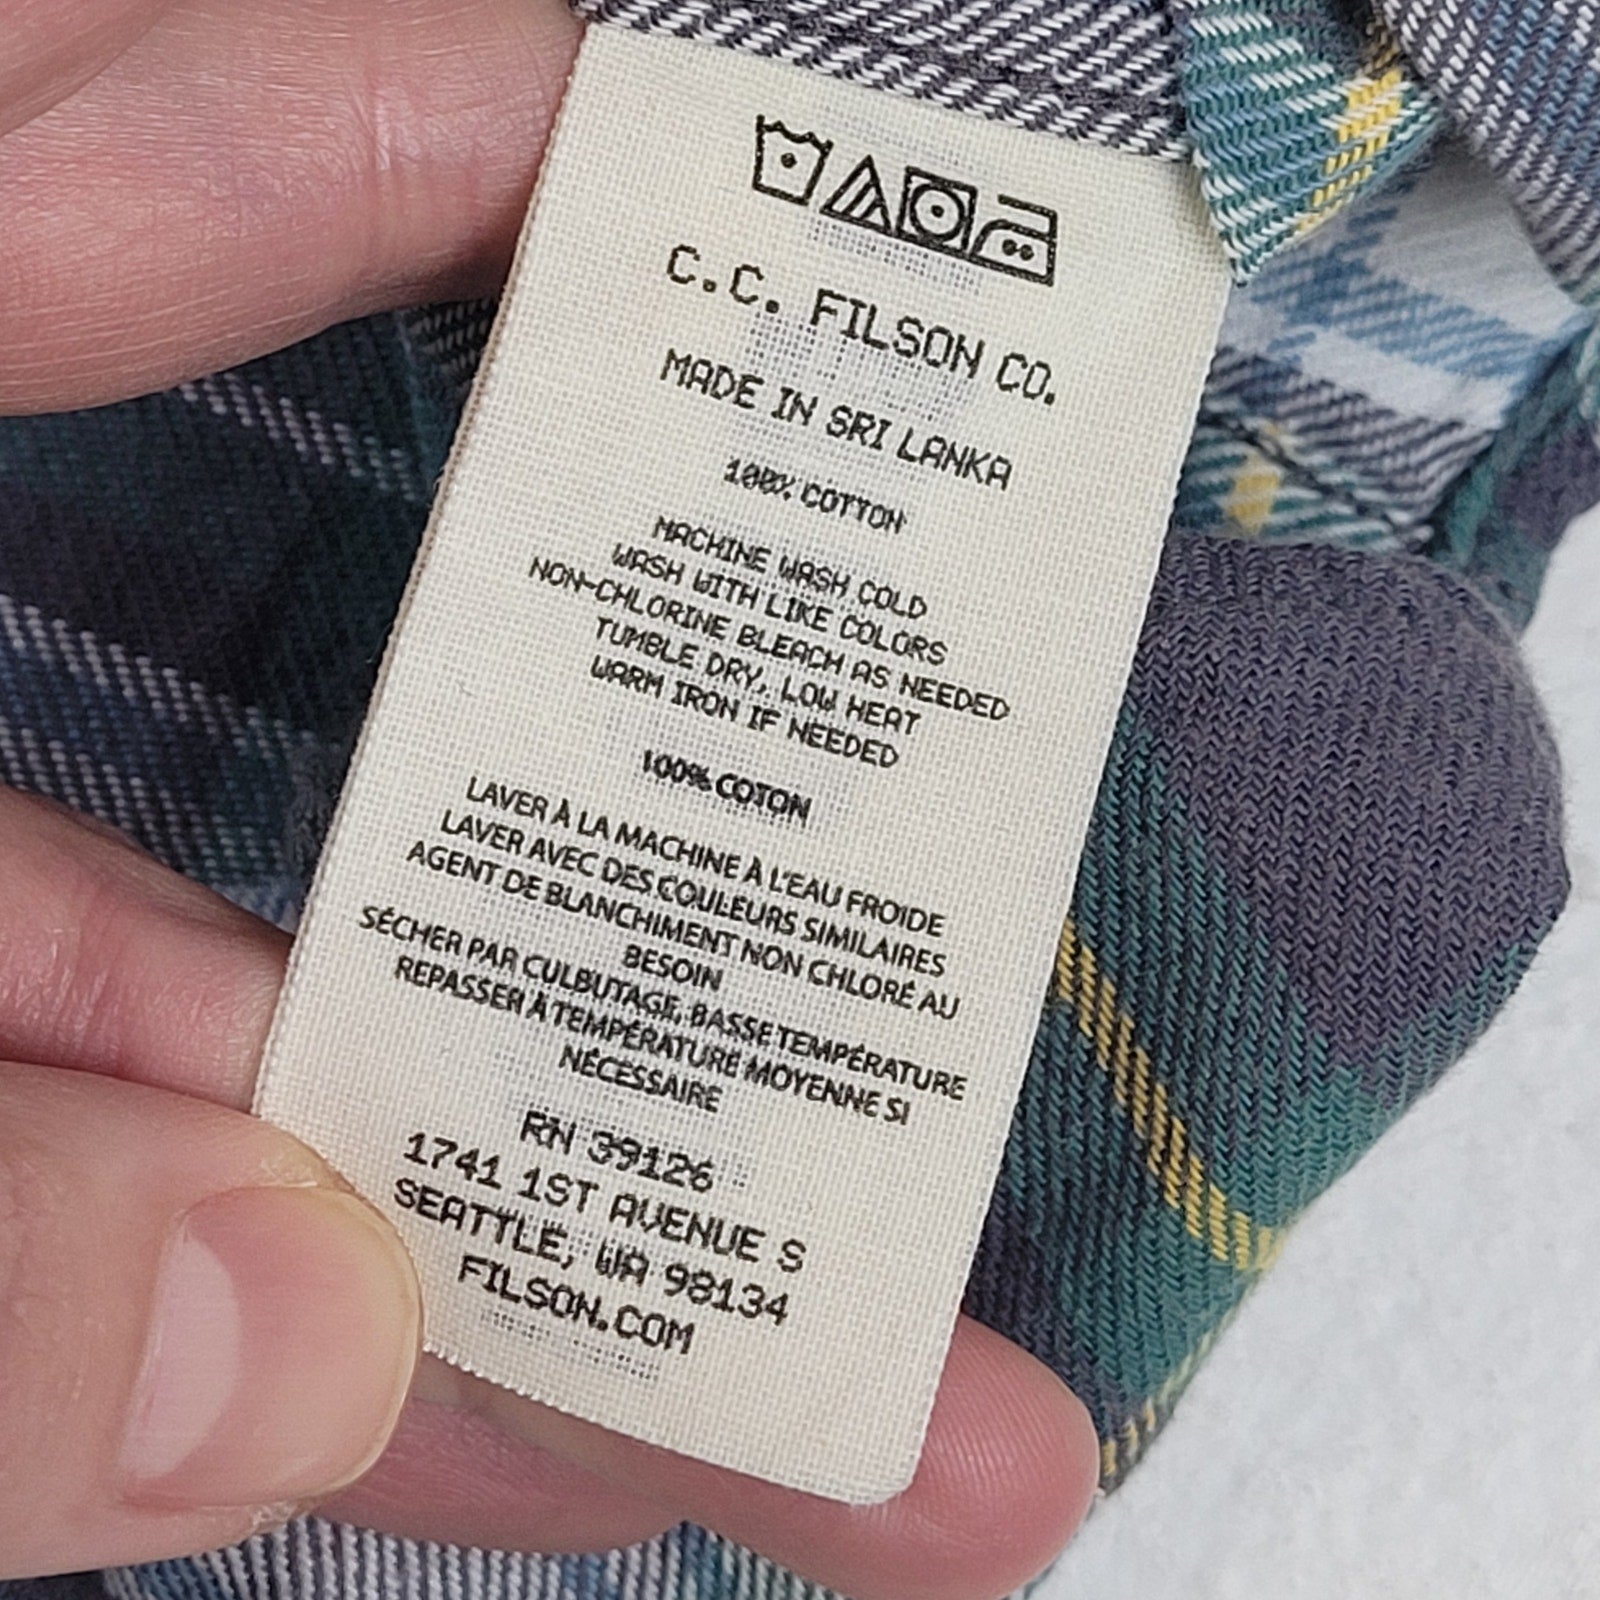 C.C. FILSON CO.
MADE IN SRI LANKA
100% COTTON
MACHINE WASH COLD
WASH WITH LIKE COLORS
NON-CHLORINE BLEACH AS NEEDED
TUMBLE DRY, LOW HEAT
WARM IRON IF NEEDED
100% COTON
LAVER À LA MACHINE À L'EAU FROIDE
LAVER AVEC DES COULEURS SIMILAIRES
AGENT DE BLANCHIMENT NON CHLORÉ AU
BESOIN
SÉCHER PAR CULBUTAGE, BASSE TEMPÉRATURE
REPASSER À TEMPÉRATURE MOYENNE SI
NÉCESSAIRE
RN 39126
1741 1ST AVENUE S
SEATTLE, WA 98134
FILSON.COM